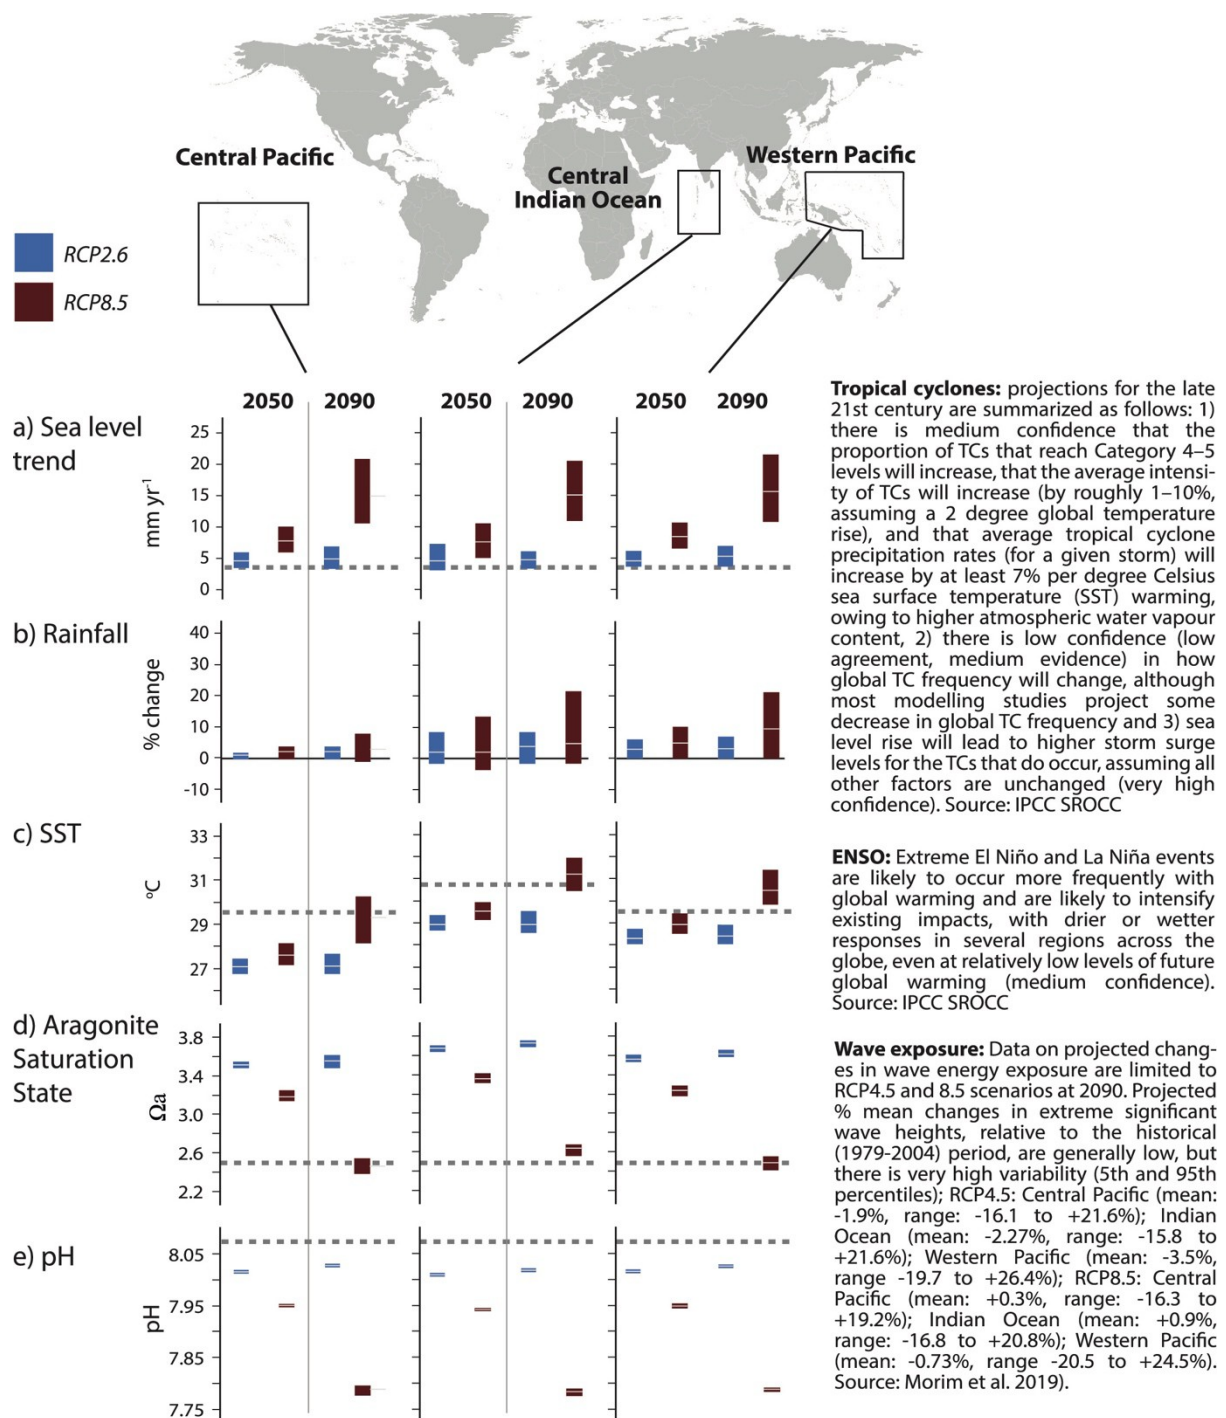 Central Pacific
Central
Indian Ocean
Western Pacific
RCP2.6
RCP8.5
2050 2090 2050 2090 2050 2090
a) Sea level
trend
mm yr⁻¹
25
20
15
10
5
0
b) Rainfall
% change
40
30
20
10
0
-10
c) SST
ºC
33
31
29
27
d) Aragonite
Saturation
State
Ωa
3.8
3.4
3.0
2.6
2.2
e) pH
pH
8.05
7.95
7.85
7.75
Tropical cyclones: projections for the late
21st century are summarized as follows: 1)
there is medium confidence that the
proportion of TCs that reach Category 4–5
levels will increase, that the average intensi-
ty of TCs will increase (by roughly 1–10%,
assuming a 2 degree global temperature
rise), and that average tropical cyclone
precipitation rates (for a given storm) will
increase by at least 7% per degree Celsius
sea surface temperature (SST) warming,
owing to higher atmospheric water vapour
content, 2) there is low confidence (low
agreement, medium evidence) in how
global TC frequency will change, although
most modelling studies project some
decrease in global TC frequency and 3) sea
level rise will lead to higher storm surge
levels for the TCs that do occur, assuming all
other factors are unchanged (very high
confidence). Source: IPCC SROCC
ENSO: Extreme El Niño and La Niña events
are likely to occur more frequently with
global warming and are likely to intensify
existing impacts, with drier or wetter
responses in several regions across the
globe, even at relatively low levels of future
global warming (medium confidence).
Source: IPCC SROCC
Wave exposure: Data on projected chang-
es in wave energy exposure are limited to
RCP4.5 and 8.5 scenarios at 2090. Projected
% mean changes in extreme significant
wave heights, relative to the historical
(1979-2004) period, are generally low, but
there is very high variability (5th and 95th
percentiles); RCP4.5: Central Pacific (mean:
-1.9%, range: -16.1 to +21.6%); Indian
Ocean (mean: -2.27%, range: -15.8 to
+21.6%); Western Pacific (mean: -3.5%,
range -19.7 to +26.4%); RCP8.5: Central
Pacific (mean: +0.3%, range: -16.3 to
+19.2%); Indian Ocean (mean: +0.9%,
range: -16.8 to +20.8%); Western Pacific
(mean: -0.73%, range -20.5 to +24.5%).
Source: Morim et al. 2019).